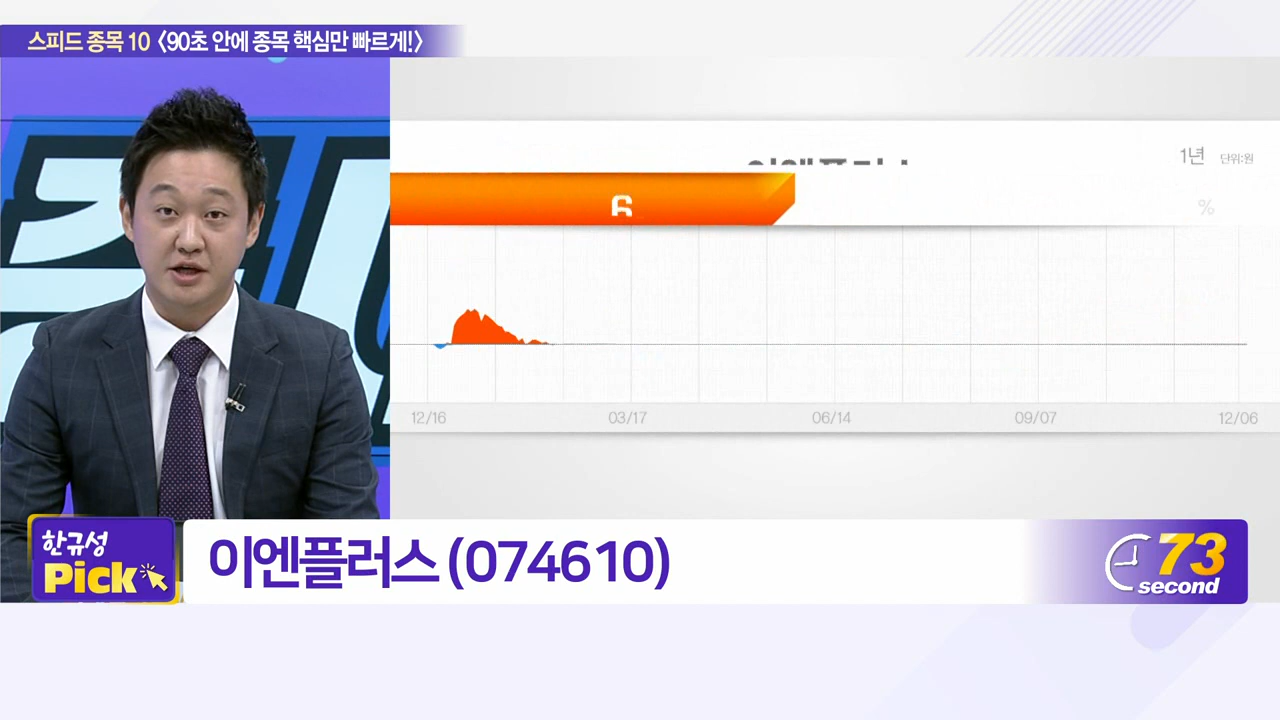 스피드 종목 10 <90초 안에 종목 핵심만 빠르게!>
1년 단위:원
6
%
12/16 03/17 06/14 09/07 12/06
한규성
Pick
이엔플러스 (074610)
73
second